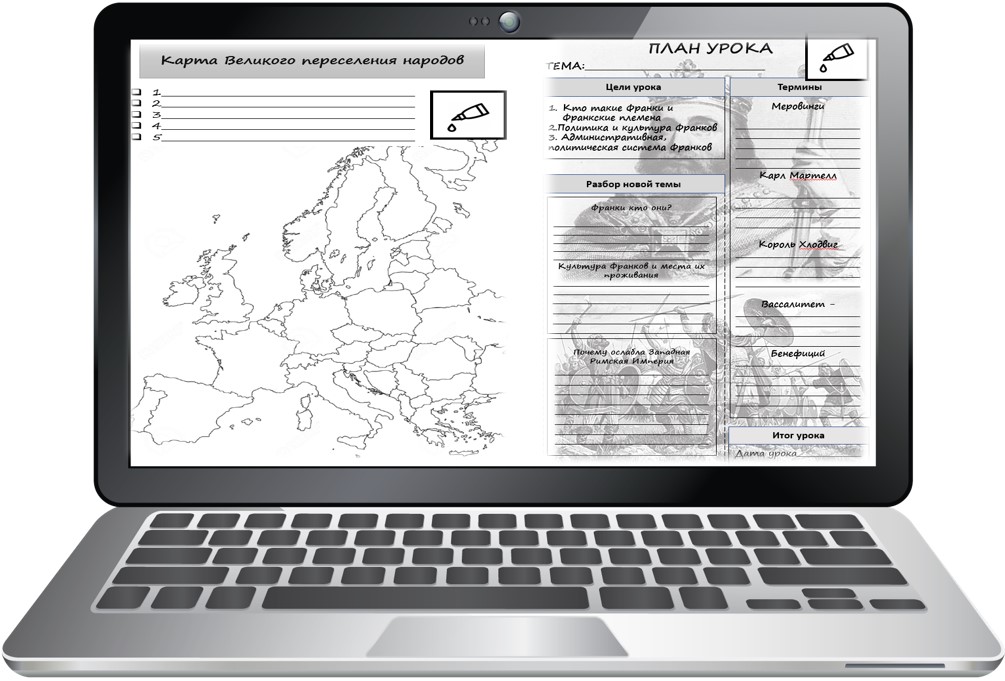 Карта Великого переселения народов
1
2
3
4
5
ПЛАН УРОКА
ТЕМА:
Цели урока
1. Кто такие Франки и
Франкские племена
2.Политика и культура Франков
3. Административная,
политическая система Франков
Разбор новой темы
Франки кто они?
Культура Франков и места их
проживания
Почему ослабла Западная
Римская Империя
Термины
Меровинги
Карл Мартелл
Король Хлодвиг
Вассалитет -
Бенефиций
Итог урока
Дата урока